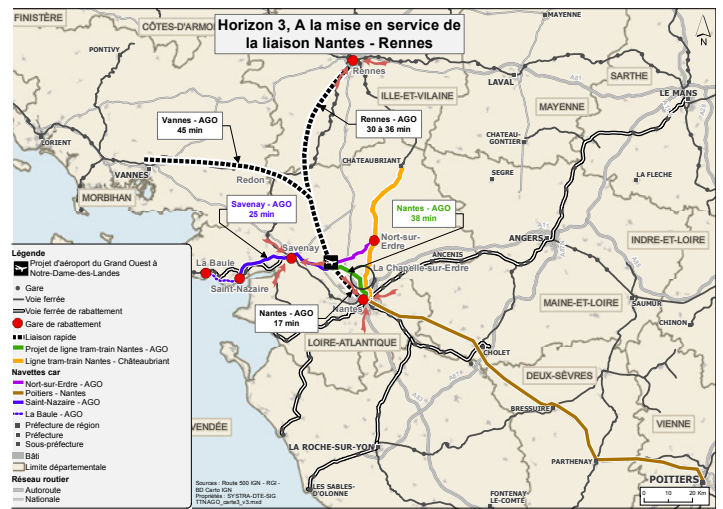 Horizon 3, A la mise en service de
la liaison Nantes - Rennes
FINISTÈRE
CÔTES-D'ARMO
MAYENNE
PONTIVY
Rennes
LAVAL
SARTHE
LE MANS
ILLE-ET-VILAINE
MAYENNE
Vannes - AGO
45 min
Rennes - AGO
30 à 36 min
A81
A28
LORIENT
CHATEAU-
GONTIER
CHATEAUBRIANT
VANNES
Redon
SEGRE
LA FLECHE
MORBIHAN
Savenay - AGO
25 min
Nantes - AGO
38 min
Nort-sur-
Erdre
ANGERS
INDRE-ET-LOIRE
Savenay
ANCENIS
La Baule
La Chapelle-sur-Erdre
Saint-Nazaire
Nantes
Nantes - AGO
17 min
MAINE-ET-LOIRE
SAUMUR
CHINON
LOIRE-ATLANTIQUE
CHOLET
DEUX-SÈVRES
BRESSUIRE
VENDÉE
VIENNE
LA ROCHE-SUR-YON
PARTHENAY
POITIERS
LES SABLES-
D'OLONNE
FONTENAY
LE-COMTE
Légende
Projet d'aéroport du Grand Ouest à
Notre-Dame-des-Landes
Gare
Voie ferrée
Voie ferrée de rabattement
Gare de rabattement
Liaison rapide
Projet de ligne tram-train Nantes - AGO
Ligne tram-train Nantes - Châteaubriant
Navettes car
Nort-sur-Erdre - AGO
Poitiers - Nantes
Saint-Nazaire - AGO
La Baule - AGO
Préfecture de région
Préfecture
Sous-préfecture
Bâti
Limite départementale
Réseau routier
Autoroute
Nationale
Sources : Route 500 IGN - RGI -
BD Carto IGN
Propriétés : SYSTRA-DTE-SIG
TTNAGO_carte3_v3.mxd
N
0 10 20 Km